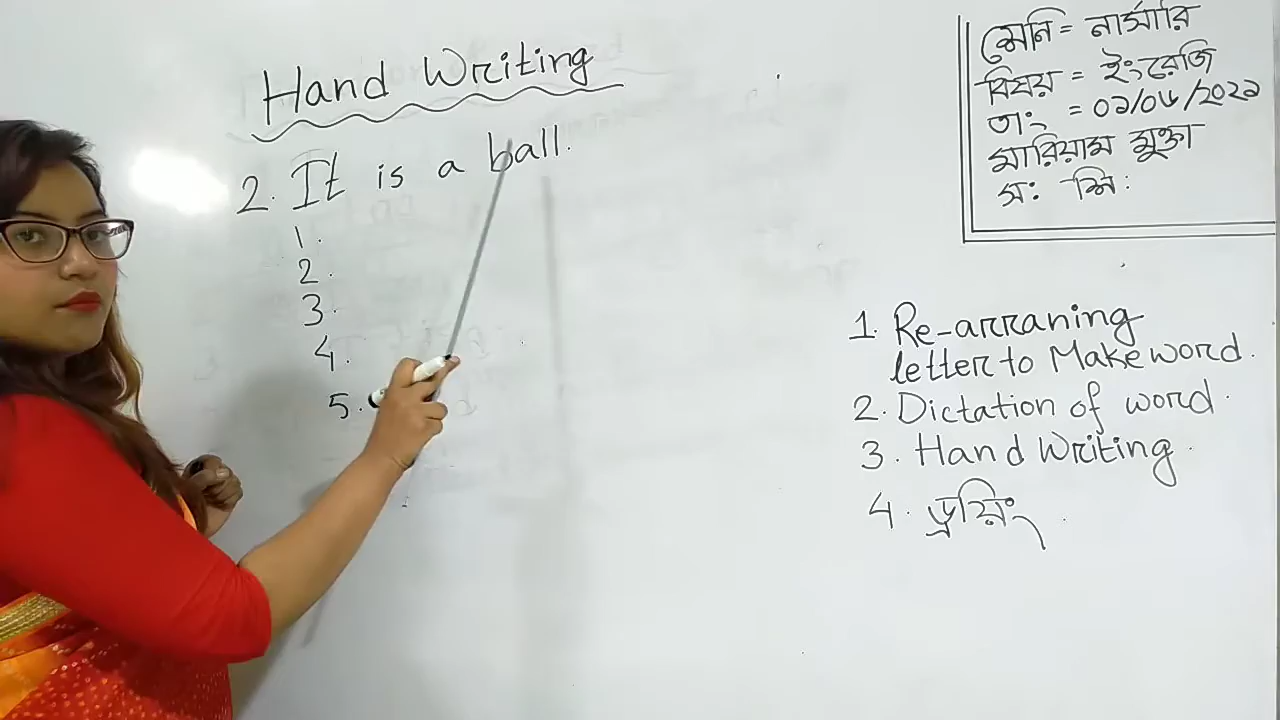 Hand Writing
2. It is a ball.
1.
2.
3.
4.
5.
শ্রেনি = নার্সারি
বিষয় = ইংরেজি
তাং = ০২/০৬/২০২১
মারিয়াম মুক্তা
স: শি:
1. Re-arraning
letter to Make word.
2. Dictation of word.
3. Hand Writing.
4. ড্রয়িং